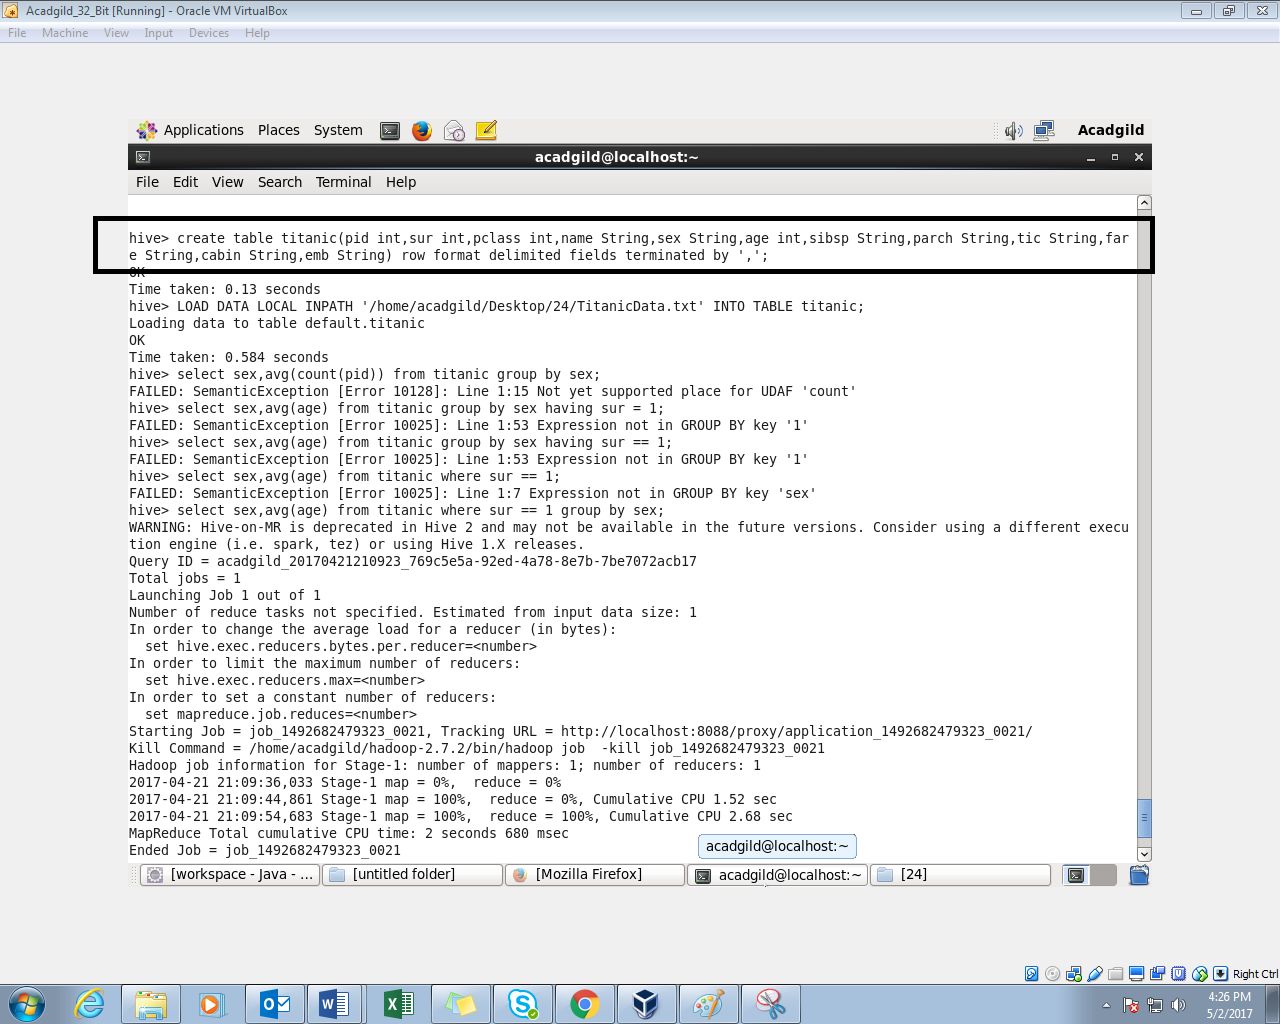 Acadgild_32_Bit [Running] - Oracle VM VirtualBox
File Machine View Input Devices Help
Applications Places System Acadgild
acadgild@localhost:~
File Edit View Search Terminal Help
hive> create table titanic(pid int,sur int,pclass int,name String,sex String,age int,sibsp String,parch String,tic String,far
e String,cabin String,emb String) row format delimited fields terminated by ',';
OK
Time taken: 0.13 seconds
hive> LOAD DATA LOCAL INPATH '/home/acadgild/Desktop/24/TitanicData.txt' INTO TABLE titanic;
Loading data to table default.titanic
OK
Time taken: 0.584 seconds
hive> select sex,avg(count(pid)) from titanic group by sex;
FAILED: SemanticException [Error 10128]: Line 1:15 Not yet supported place for UDAF 'count'
hive> select sex,avg(age) from titanic group by sex having sur = 1;
FAILED: SemanticException [Error 10025]: Line 1:53 Expression not in GROUP BY key '1'
hive> select sex,avg(age) from titanic group by sex having sur == 1;
FAILED: SemanticException [Error 10025]: Line 1:53 Expression not in GROUP BY key '1'
hive> select sex,avg(age) from titanic where sur == 1;
FAILED: SemanticException [Error 10025]: Line 1:7 Expression not in GROUP BY key 'sex'
hive> select sex,avg(age) from titanic where sur == 1 group by sex;
WARNING: Hive-on-MR is deprecated in Hive 2 and may not be available in the future versions. Consider using a different execu
tion engine (i.e. spark, tez) or using Hive 1.X releases.
Query ID = acadgild_20170421210923_769c5e5a-92ed-4a78-8e7b-7be7072acb17
Total jobs = 1
Launching Job 1 out of 1
Number of reduce tasks not specified. Estimated from input data size: 1
In order to change the average load for a reducer (in bytes):
  set hive.exec.reducers.bytes.per.reducer=<number>
In order to limit the maximum number of reducers:
  set hive.exec.reducers.max=<number>
In order to set a constant number of reducers:
  set mapreduce.job.reduces=<number>
Starting Job = job_1492682479323_0021, Tracking URL = http://localhost:8088/proxy/application_1492682479323_0021/
Kill Command = /home/acadgild/hadoop-2.7.2/bin/hadoop job  -kill job_1492682479323_0021
Hadoop job information for Stage-1: number of mappers: 1; number of reducers: 1
2017-04-21 21:09:36,033 Stage-1 map = 0%,  reduce = 0%
2017-04-21 21:09:44,861 Stage-1 map = 100%,  reduce = 0%, Cumulative CPU 1.52 sec
2017-04-21 21:09:54,683 Stage-1 map = 100%,  reduce = 100%, Cumulative CPU 2.68 sec
MapReduce Total cumulative CPU time: 2 seconds 680 msec
Ended Job = job_1492682479323_0021
acadgild@localhost:~
[workspace - Java - ... [untitled folder] [Mozilla Firefox] acadgild@localhost:~ [24]
Right Ctrl
4:26 PM
5/2/2017